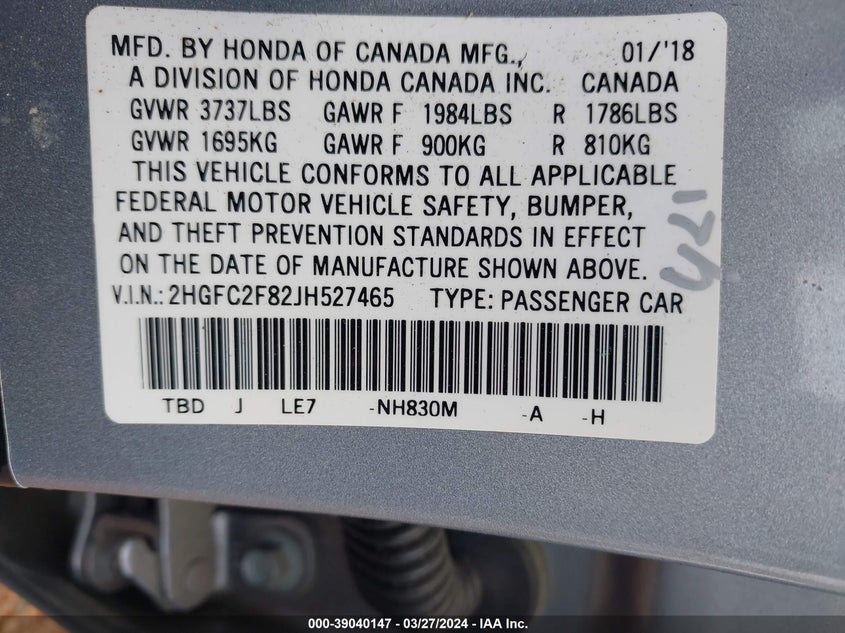 MFD. BY HONDA OF CANADA MFG., 01/'18
A DIVISION OF HONDA CANADA INC. CANADA
GVWR 3737LBS GAWR F 1984LBS R 1786LBS
GVWR 1695KG GAWR F 900KG R 810KG
THIS VEHICLE CONFORMS TO ALL APPLICABLE
FEDERAL MOTOR VEHICLE SAFETY, BUMPER,
AND THEFT PREVENTION STANDARDS IN EFFECT
ON THE DATE OF MANUFACTURE SHOWN ABOVE.
V.I.N.: 2HGFC2F82JH527465 TYPE: PASSENGER CAR
TBD J LE7 -NH830M -A -H
000-39040147 — 03/27/2024 — IAA Inc.